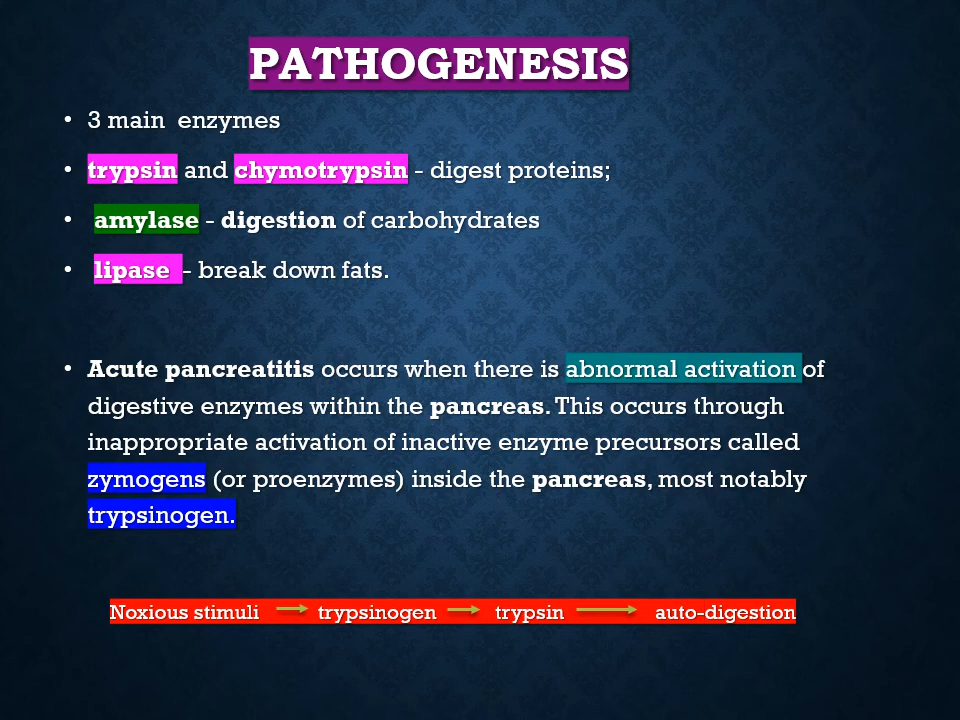 PATHOGENESIS
• 3 main  enzymes
• trypsin and chymotrypsin - digest proteins;
• amylase - digestion of carbohydrates
• lipase  - break down fats.
• Acute pancreatitis occurs when there is abnormal activation of
digestive enzymes within the pancreas. This occurs through
inappropriate activation of inactive enzyme precursors called
zymogens (or proenzymes) inside the pancreas, most notably
trypsinogen.
Noxious stimuli → trypsinogen → trypsin → auto-digestion